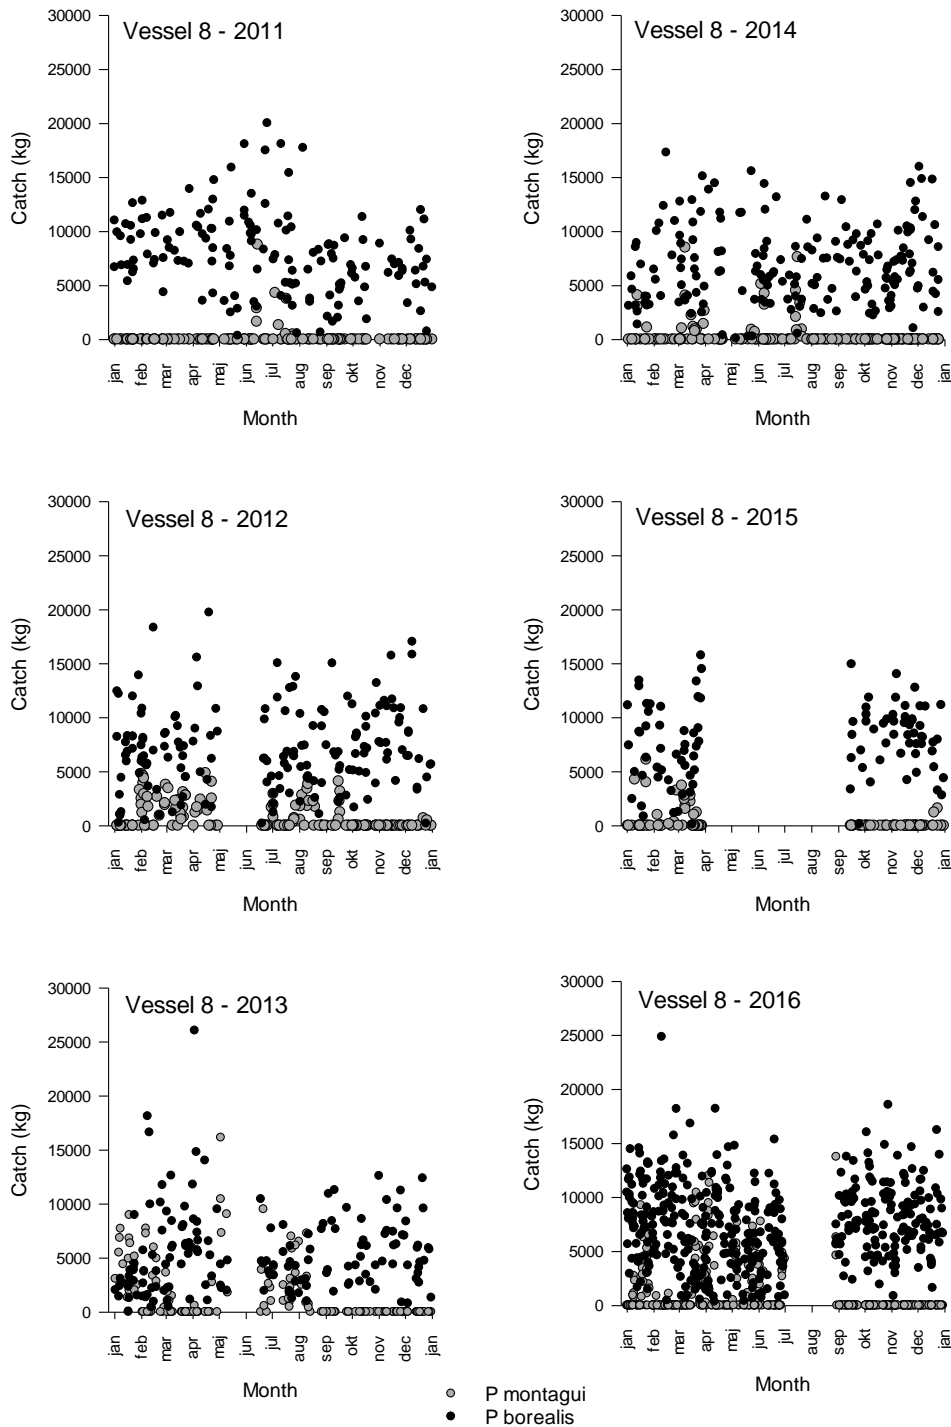 Vessel 8 - 2011
30000
25000
20000
15000
10000
5000
0
Catch (kg)
jan
feb
mar
apr
maj
jun
jul
aug
sep
okt
nov
dec
Month
Vessel 8 - 2014
30000
25000
20000
15000
10000
5000
0
Catch (kg)
jan
feb
mar
apr
maj
jun
jul
aug
sep
okt
nov
dec
jan
Month
Vessel 8 - 2012
30000
25000
20000
15000
10000
5000
0
Catch (kg)
jan
feb
mar
apr
maj
jun
jul
aug
sep
okt
nov
dec
jan
Month
Vessel 8 - 2015
30000
25000
20000
15000
10000
5000
0
Catch (kg)
jan
feb
mar
apr
maj
jun
jul
aug
sep
okt
nov
dec
jan
Month
Vessel 8 - 2013
30000
25000
20000
15000
10000
5000
0
Catch (kg)
jan
feb
mar
apr
maj
jun
jul
aug
sep
okt
nov
dec
jan
Month
Vessel 8 - 2016
30000
25000
20000
15000
10000
5000
0
Catch (kg)
jan
feb
mar
apr
maj
jun
jul
aug
sep
okt
nov
dec
jan
Month
P montagui
P borealis